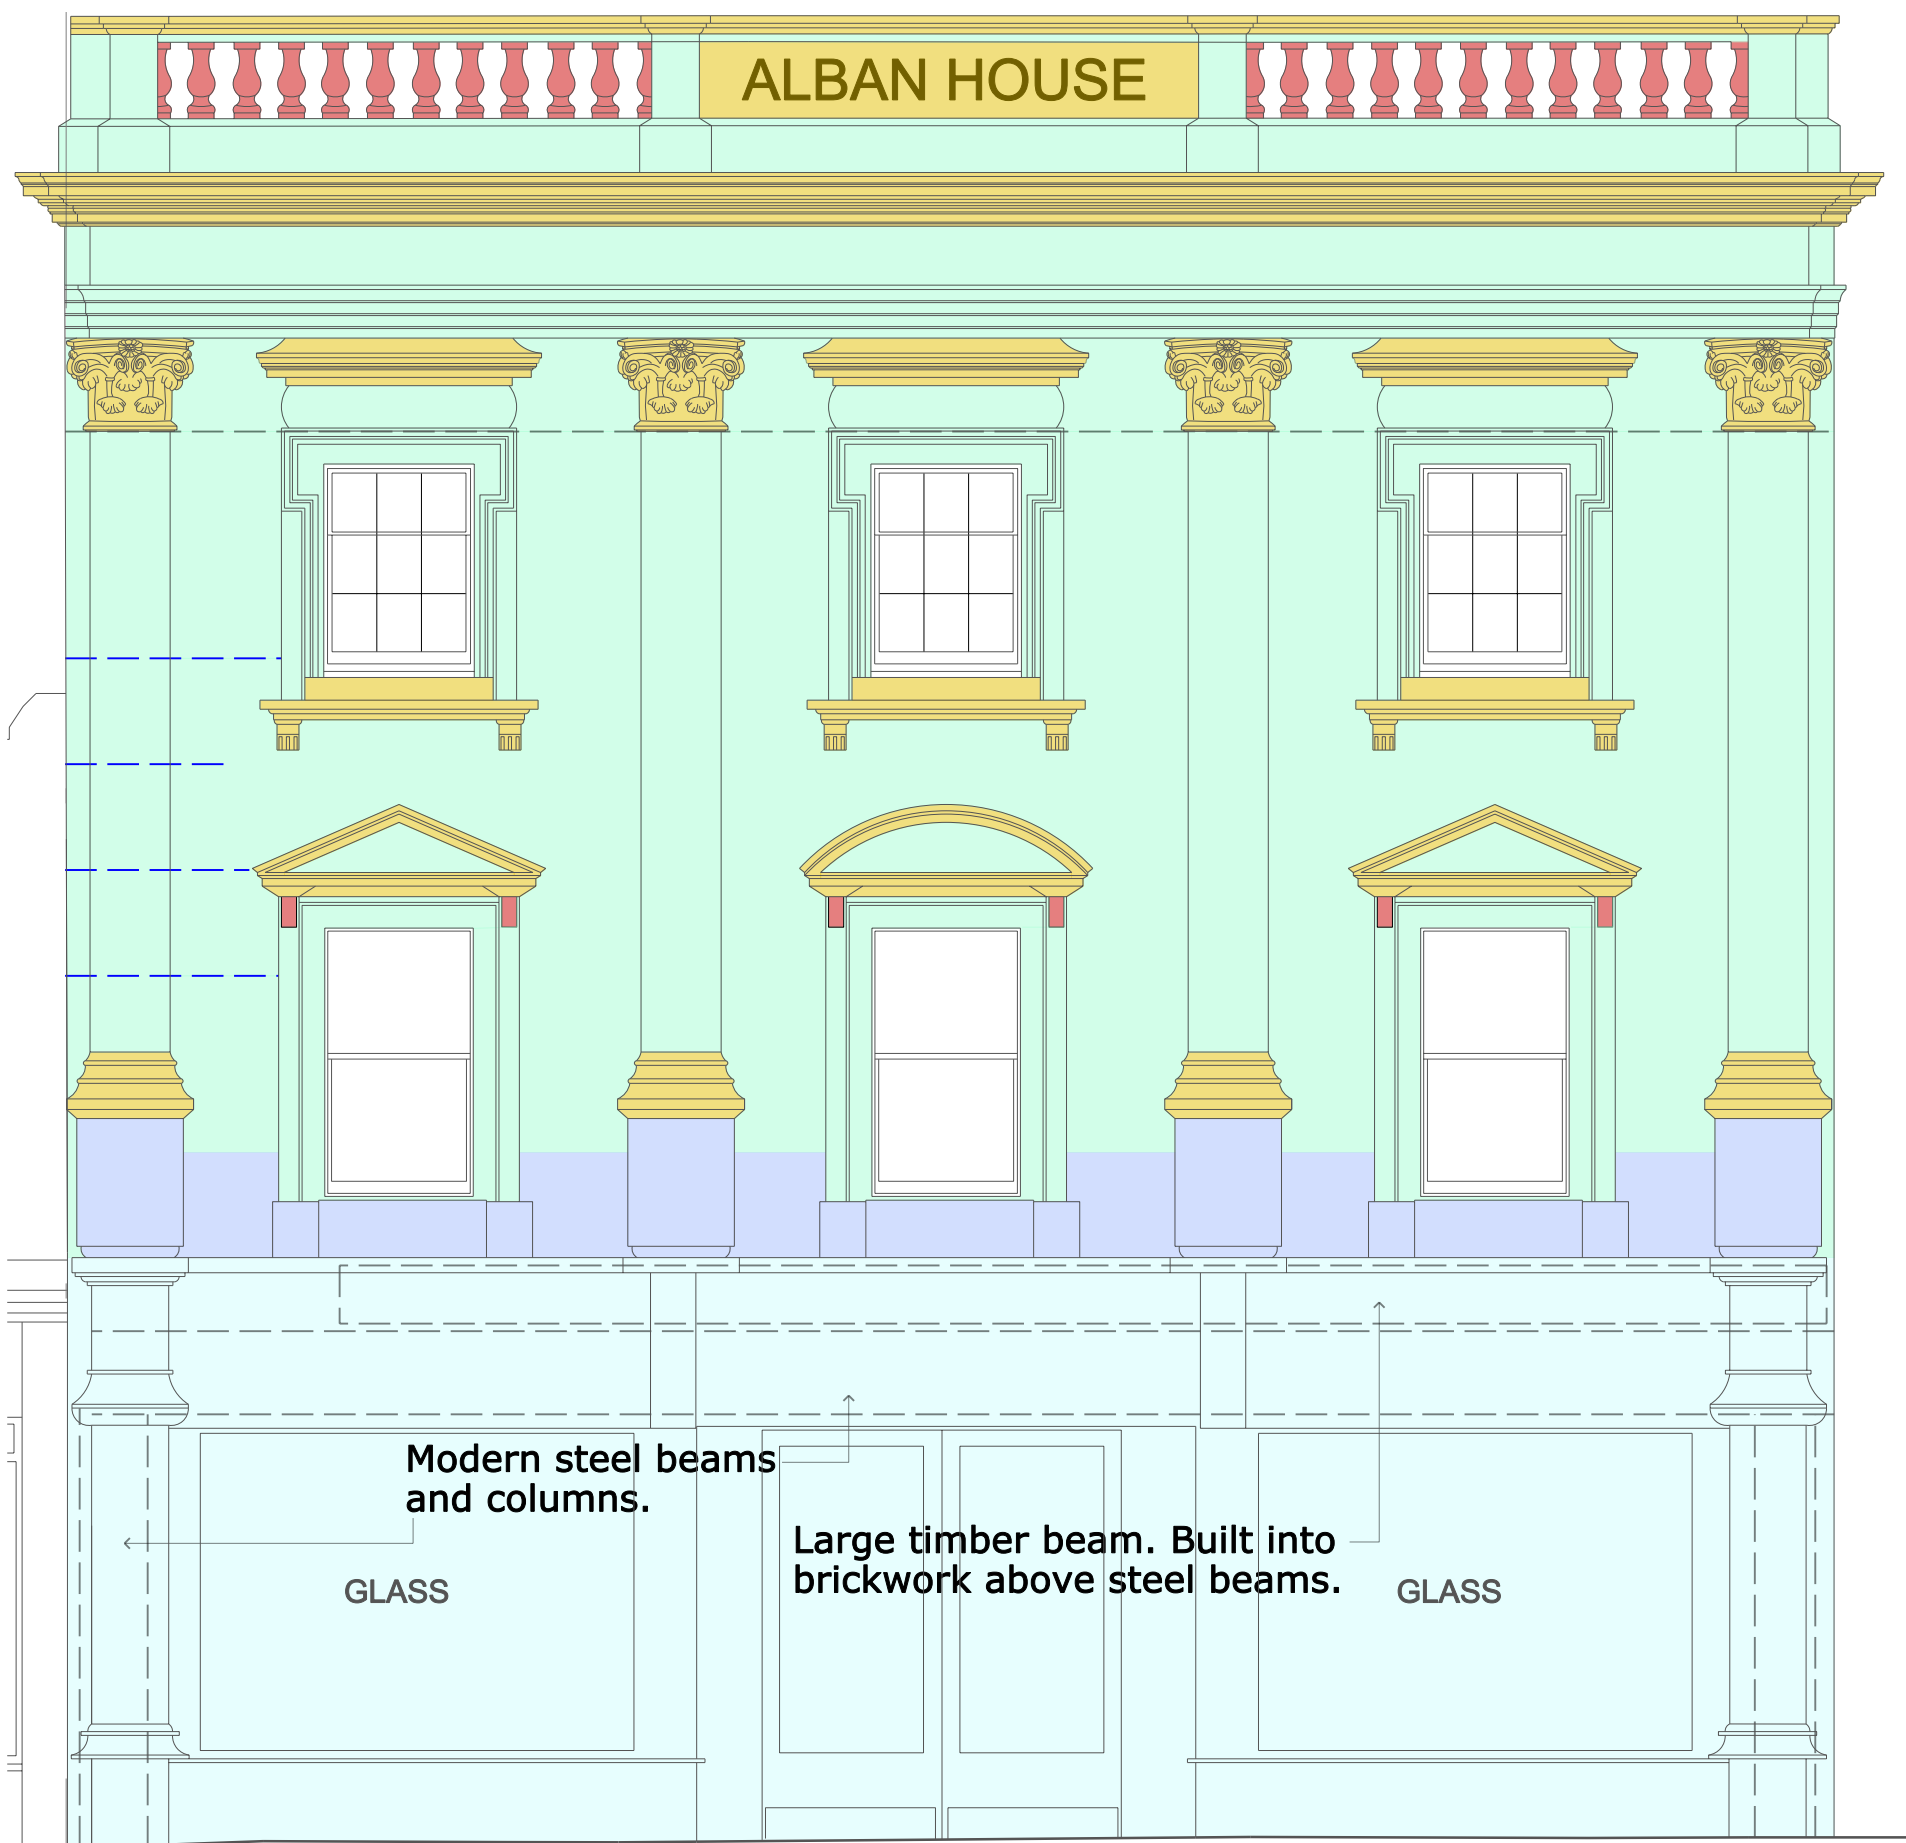 ALBAN HOUSE
Modern steel beams
and columns.
Large timber beam. Built into
brickwork above steel beams.
GLASS
GLASS